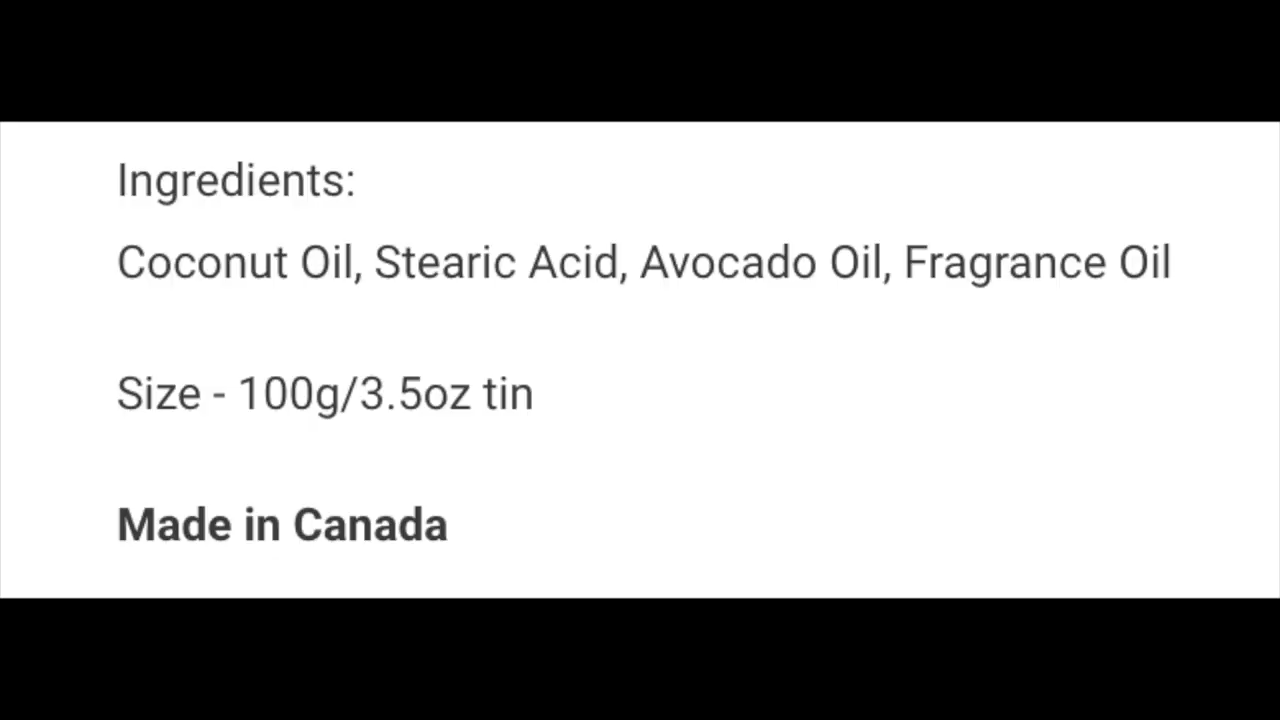 Ingredients:
Coconut Oil, Stearic Acid, Avocado Oil, Fragrance Oil
Size - 100g/3.5oz tin
Made in Canada